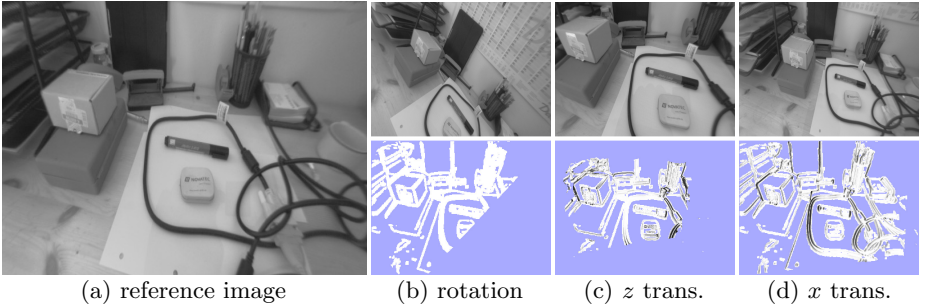 (a) reference image
(b) rotation
(c) z trans.
(d) x trans.